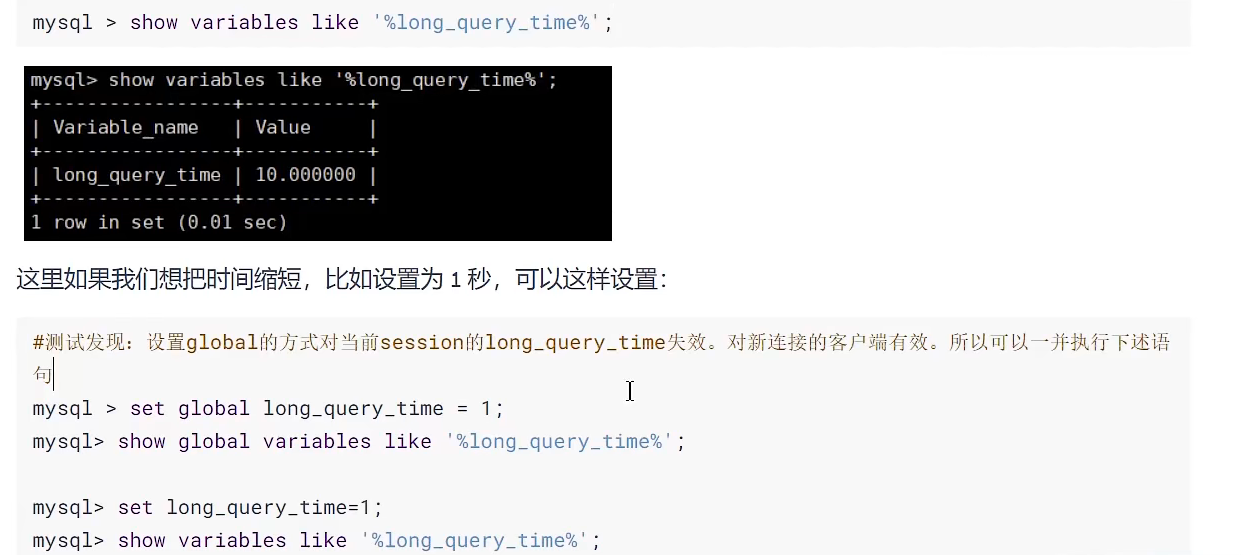 mysql > show variables like '%long_query_time%';
mysql> show variables like '%long_query_time%';
+-----------------+-----------+
| Variable_name   | Value     |
+-----------------+-----------+
| long_query_time | 10.000000 |
+-----------------+-----------+
1 row in set (0.01 sec)
这里如果我们想把时间缩短，比如设置为 1 秒，可以这样设置：
#测试发现：设置global的方式对当前session的long_query_time失效。对新连接的客户端有效。所以可以一并执行下述语
句
mysql > set global long_query_time = 1;
mysql> show global variables like '%long_query_time%';
mysql> set long_query_time=1;
mysql> show variables like '%long_query_time%';